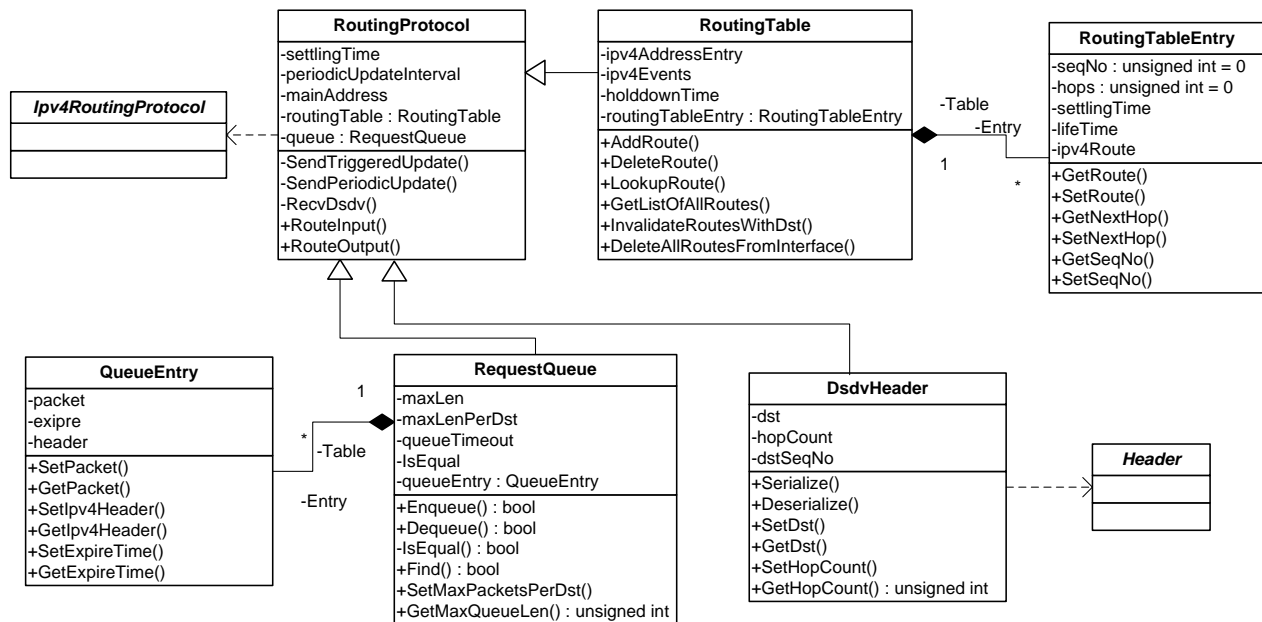 RoutingProtocol
-settlingTime
-periodicUpdateInterval
-mainAddress
-routingTable : RoutingTable
-queue : RequestQueue
-SendTriggeredUpdate()
-SendPeriodicUpdate()
-RecvDsdv()
+RouteInput()
+RouteOutput()
RoutingTable
-ipv4AddressEntry
-ipv4Events
-holddownTime
-routingTableEntry : RoutingTableEntry
+AddRoute()
+DeleteRoute()
+LookupRoute()
+GetListOfAllRoutes()
+InvalidateRoutesWithDst()
+DeleteAllRoutesFromInterface()
RoutingTableEntry
-seqNo : unsigned int = 0
-hops : unsigned int = 0
-settlingTime
-lifeTime
-ipv4Route
+GetRoute()
+SetRoute()
+GetNextHop()
+SetNextHop()
+GetSeqNo()
+SetSeqNo()
Ipv4RoutingProtocol
-Table
-Entry
1
*
QueueEntry
-packet
-exipre
-header
+SetPacket()
+GetPacket()
+SetIpv4Header()
+GetIpv4Header()
+SetExpireTime()
+GetExpireTime()
1
*
-Table
-Entry
RequestQueue
-maxLen
-maxLenPerDst
-queueTimeout
-IsEqual
-queueEntry : QueueEntry
+Enqueue() : bool
+Dequeue() : bool
-IsEqual() : bool
+Find() : bool
+SetMaxPacketsPerDst()
+GetMaxQueueLen() : unsigned int
DsdvHeader
-dst
-hopCount
-dstSeqNo
+Serialize()
+Deserialize()
+SetDst()
+GetDst()
+SetHopCount()
+GetHopCount() : unsigned int
Header